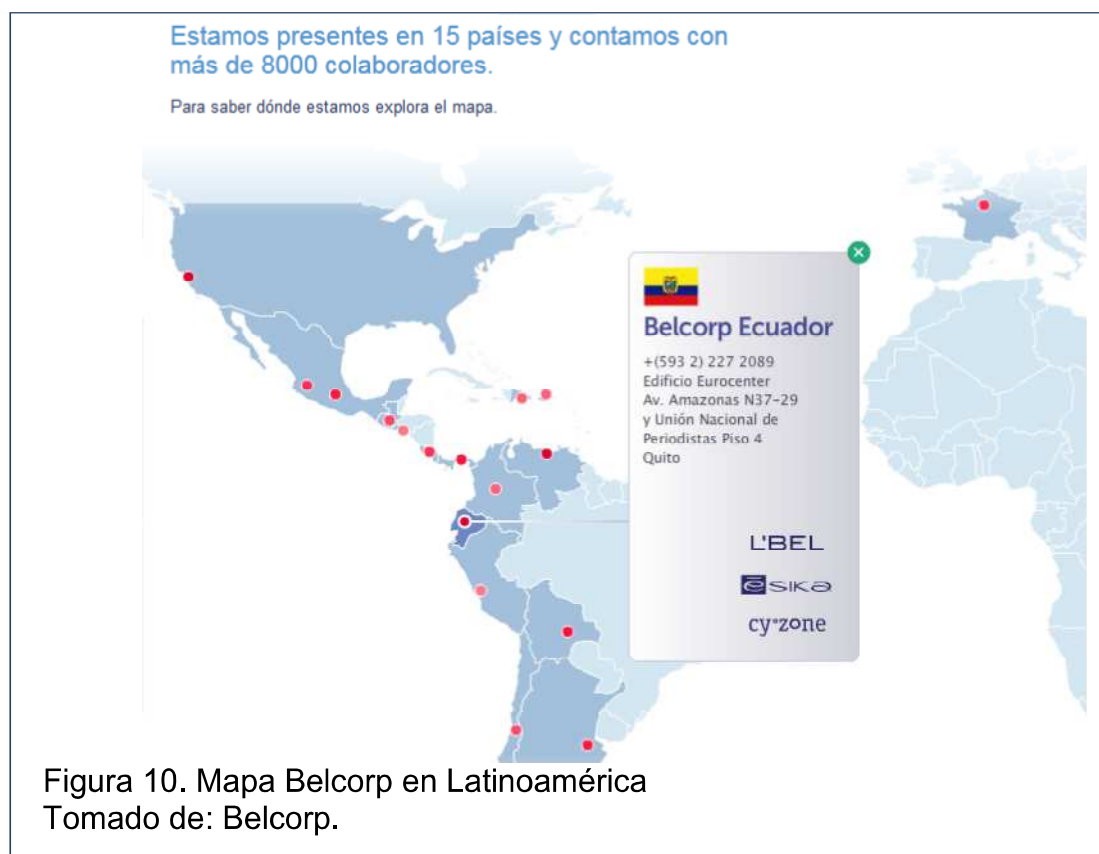 Estamos presentes en 15 países y contamos con
más de 8000 colaboradores.
Para saber dónde estamos explora el mapa.
Belcorp Ecuador
+(593 2) 227 2089
Edificio Eurocenter
Av. Amazonas N37-29
y Unión Nacional de
Periodistas Piso 4
Quito
L'BEL
ēsika
cy°zone
Figura 10. Mapa Belcorp en Latinoamérica
Tomado de: Belcorp.